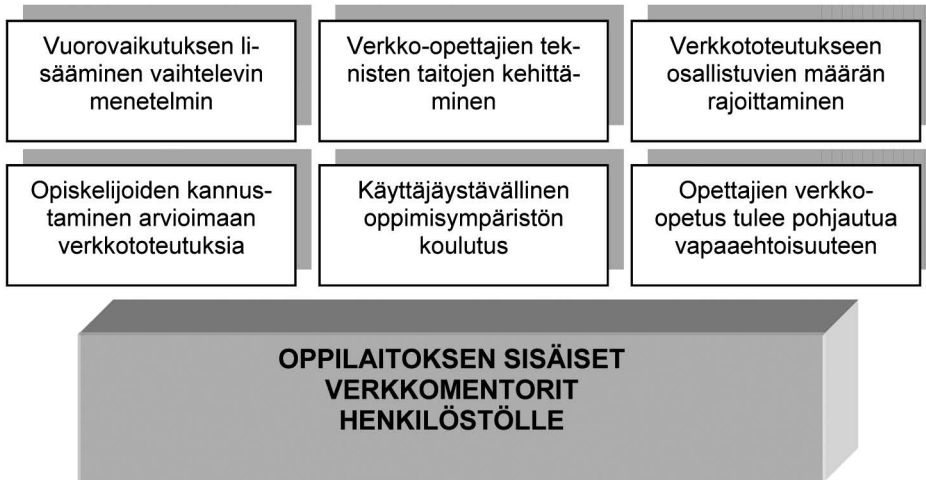 Vuorovaikutuksen li-
sääminen vaihtelevin
menetelmin
Verkko-opettajien tek-
nisten taitojen kehittä-
minen
Verkkototeutukseen
osallistuvien määrän
rajoittaminen
Opiskelijoiden kannus-
taminen arvioimaan
verkkototeutuksia
Käyttäjäystävällinen
oppimisympäristön
koulutus
Opettajien verkko-
opetus tulee pohjautua
vapaaehtoisuuteen
OPPILAITOKSEN SISÄISET
VERKKOMENTORIT
HENKILÖSTÖLLE